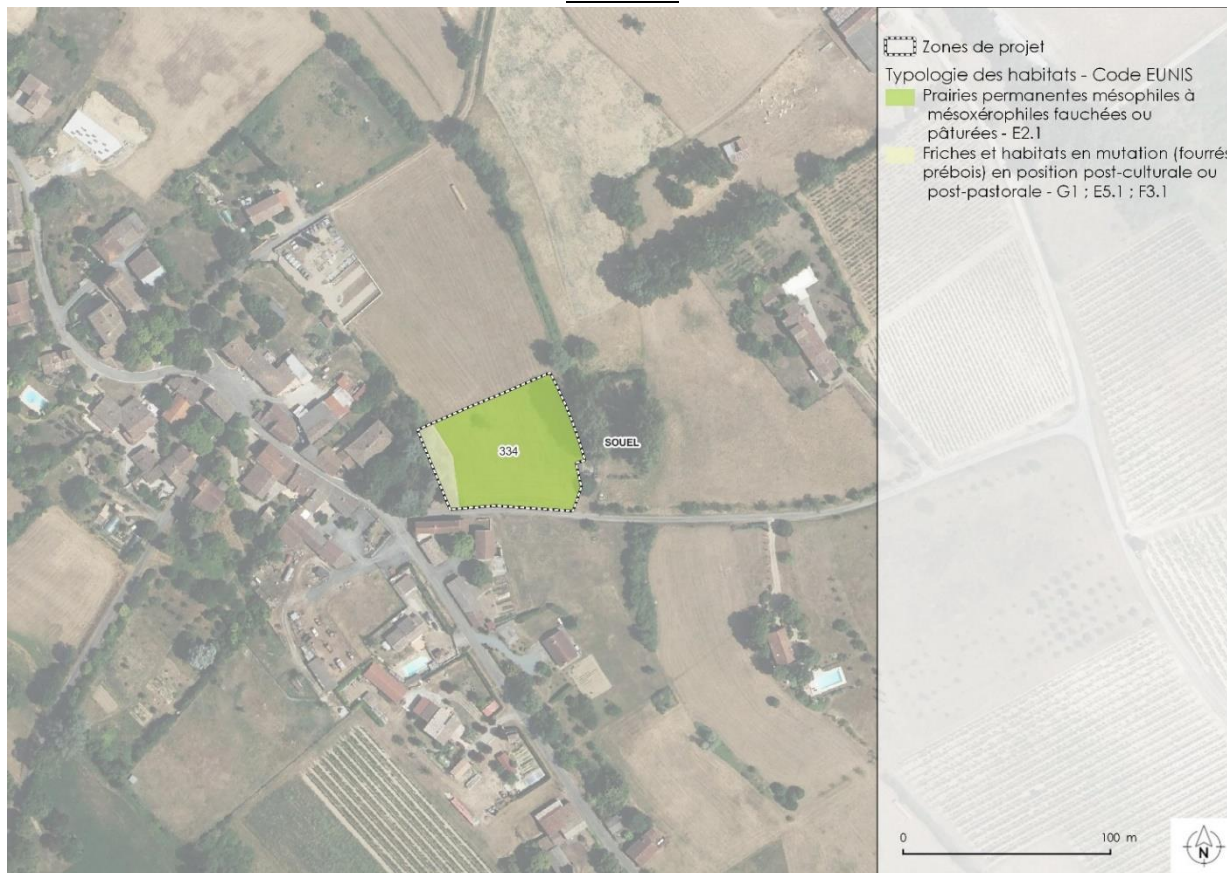 Zones de projet
Typologie des habitats - Code EUNIS
Prairies permanentes mésophiles à
mésoxérophiles fauchées ou
pâturées - E2.1
Friches et habitats en mutation (fourrés
prébois) en position post-culturale ou
post-pastorale - G1 ; E5.1 ; F3.1
334
SOUEL
0 100 m
N